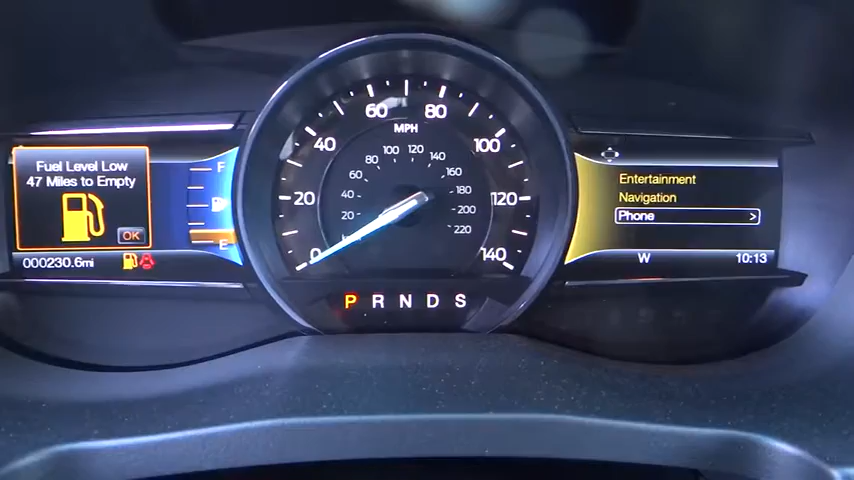 Fuel Level Low
47 Miles to Empty
OK
000230.6mi
F
E
0
20
40
60
80
100
120
140
MPH
20
40
60
80
100
120
140
160
180
200
220
P R N D S
Entertainment
Navigation
Phone >
W
10:13